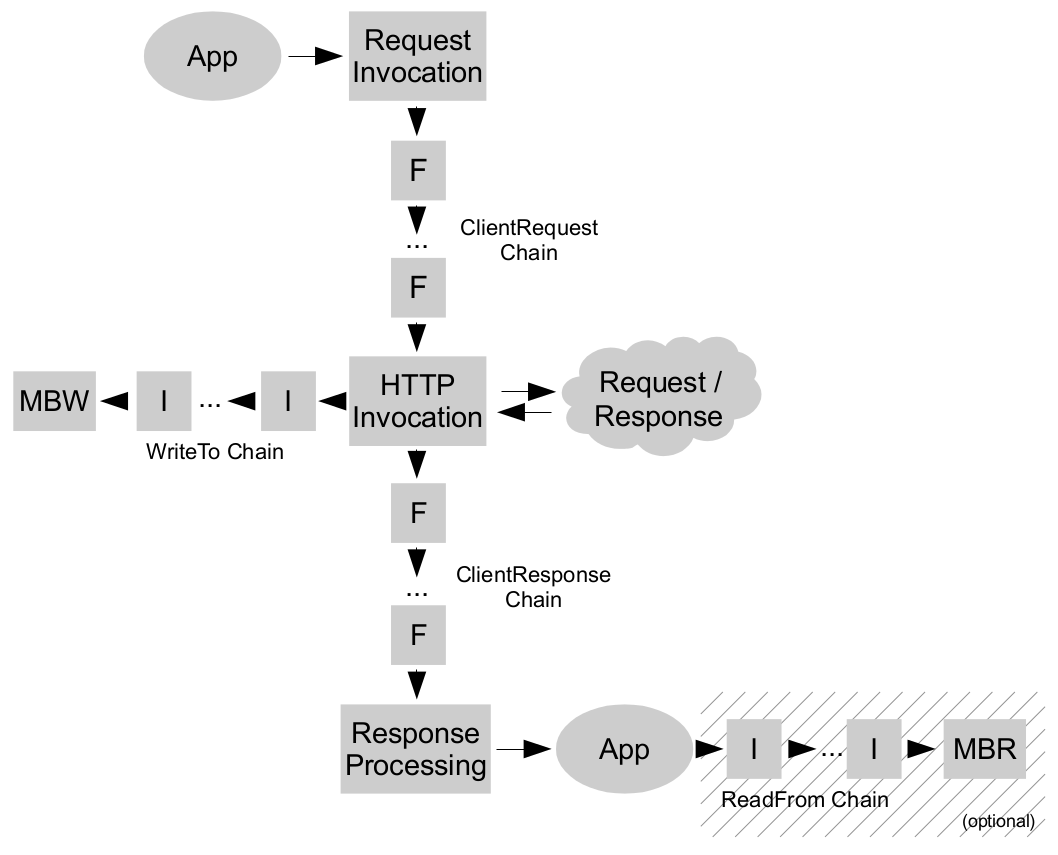 App
Request
Invocation
F
...
ClientRequest
Chain
F
MBW
I
...
I
HTTP
Invocation
Request /
Response
WriteTo Chain
F
...
ClientResponse
Chain
F
Response
Processing
App
I
...
I
MBR
ReadFrom Chain
(optional)